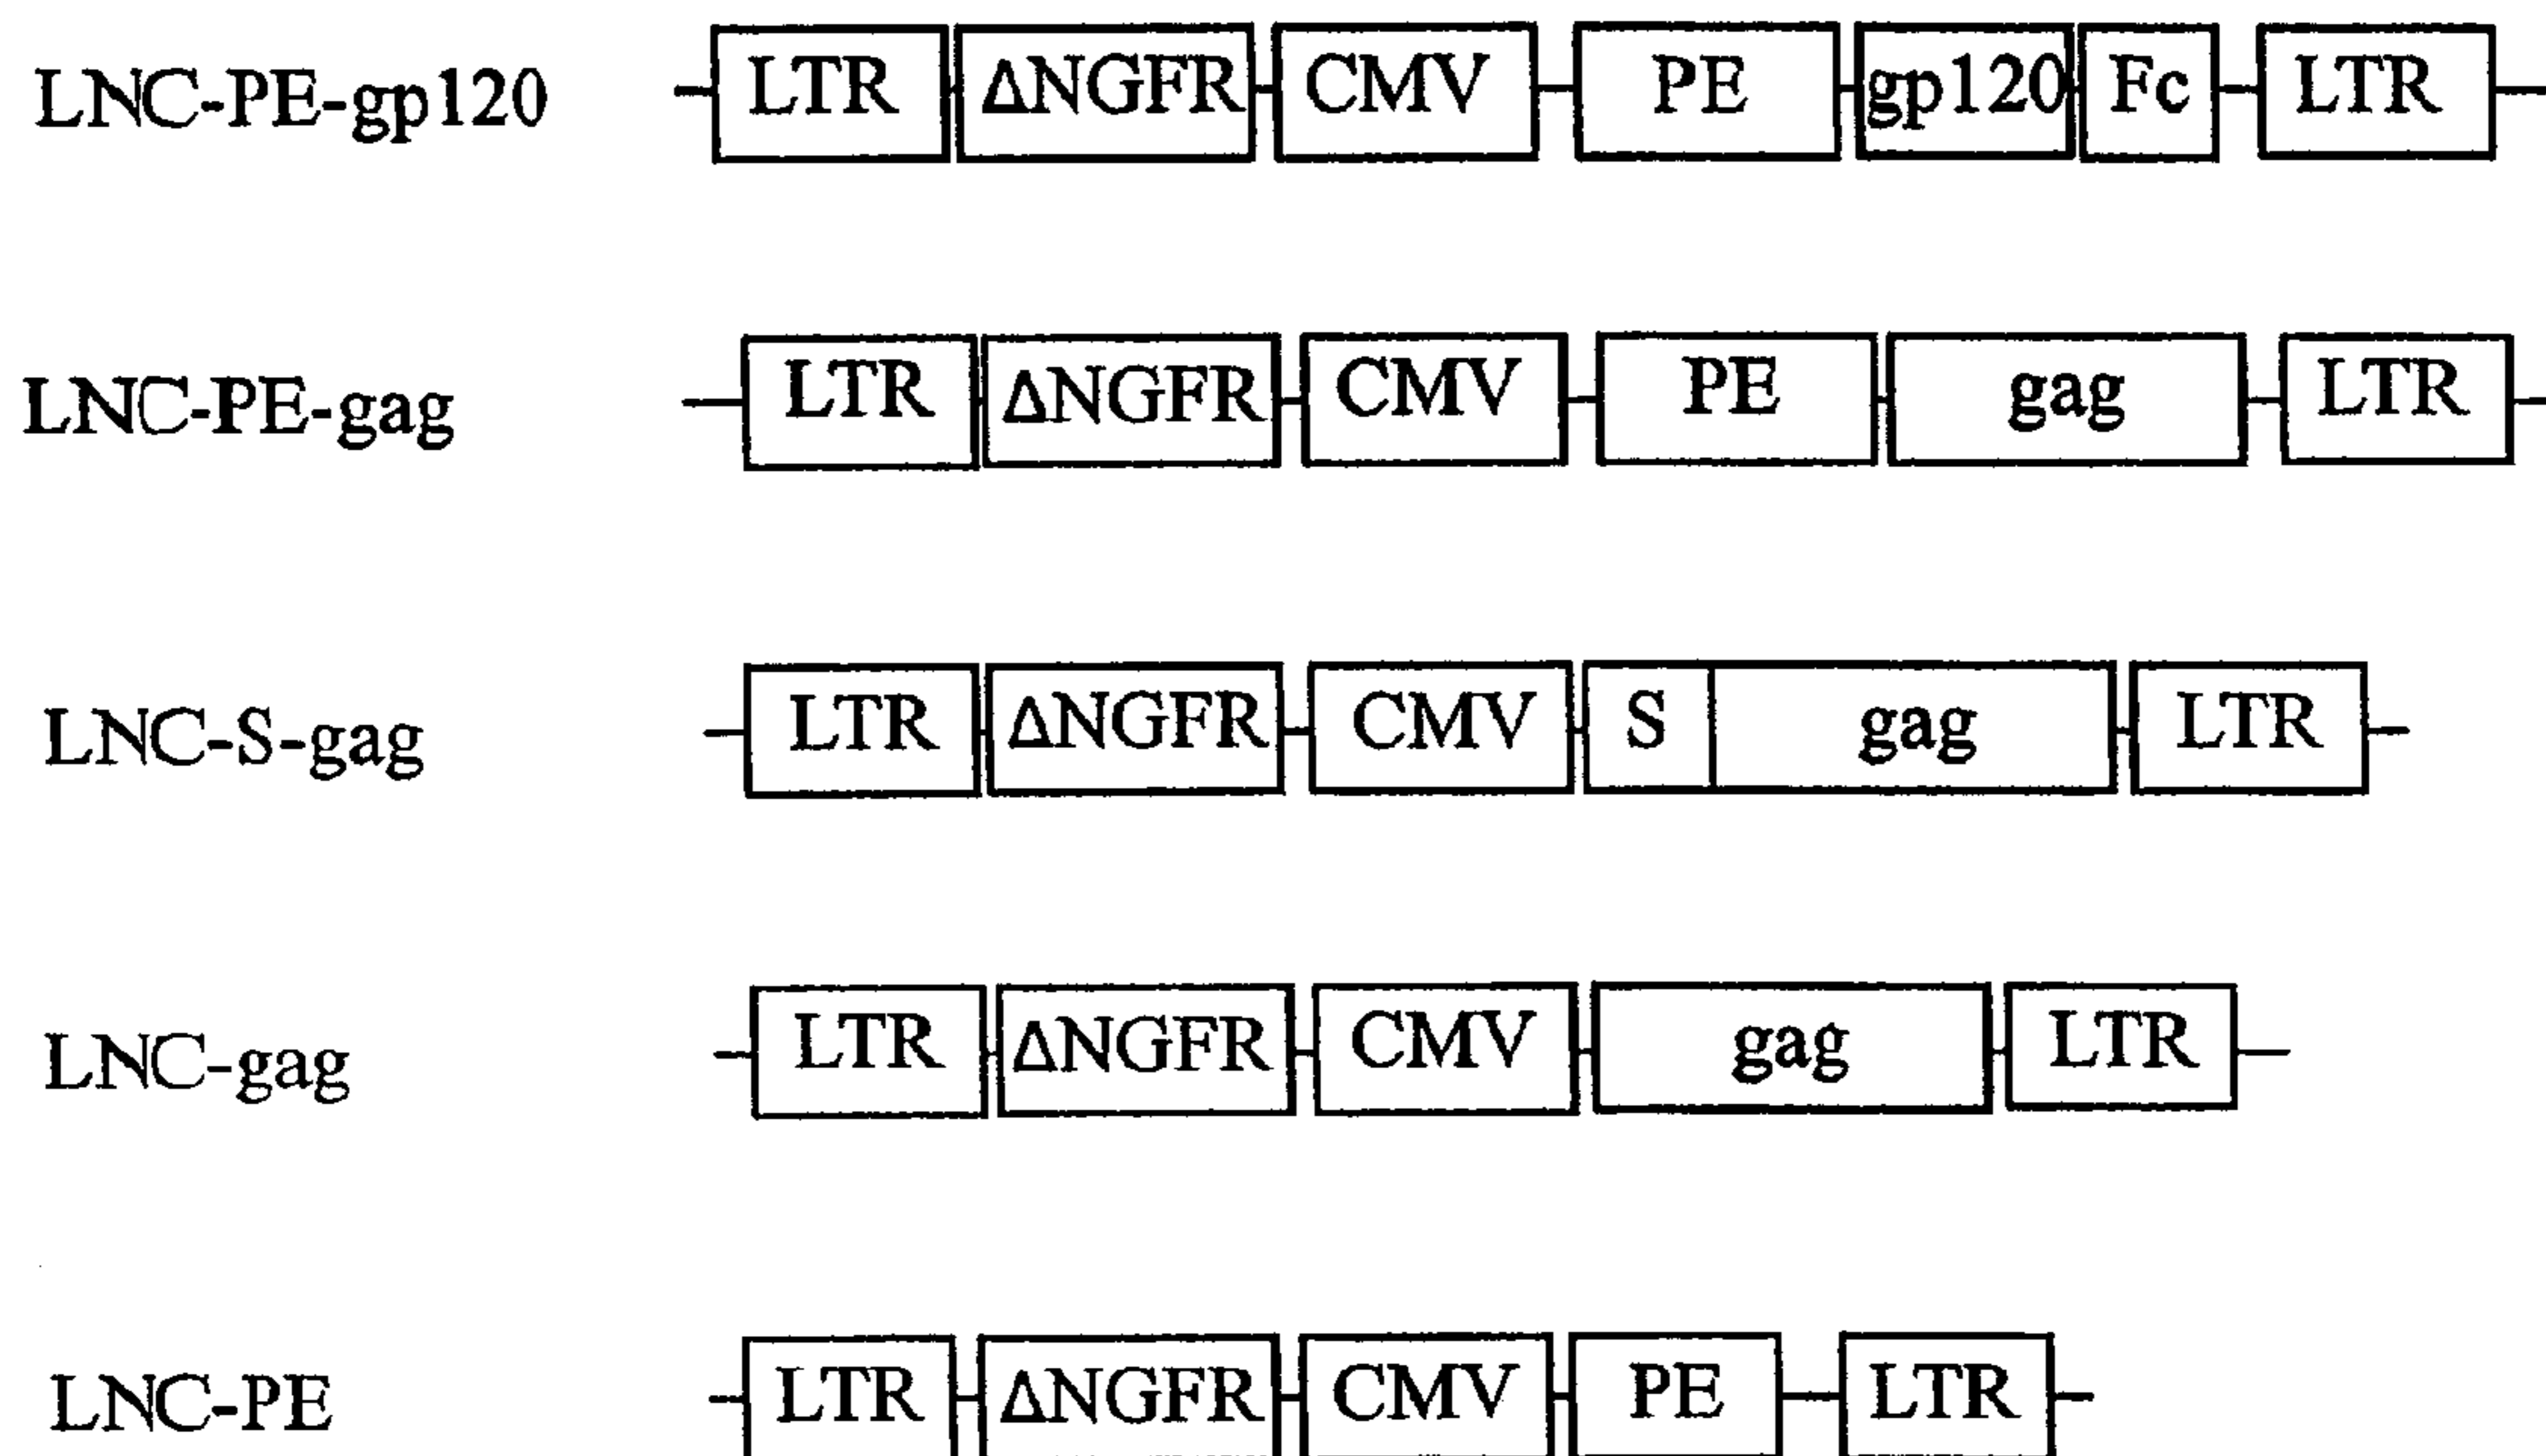 LNC-PE-gp120 LTR ΔNGFR CMV PE gp120 Fc LTR
LNC-PE-gag LTR ΔNGFR CMV PE gag LTR
LNC-S-gag LTR ΔNGFR CMV S gag LTR
LNC-gag LTR ΔNGFR CMV gag LTR
LNC-PE LTR ΔNGFR CMV PE LTR